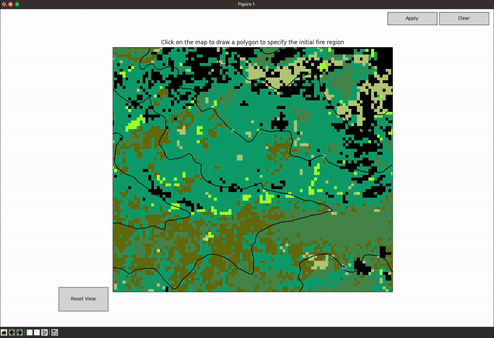 Figure 1
Apply
Clear
Click on the map to draw a polygon to specify the initial fire region
Reset View